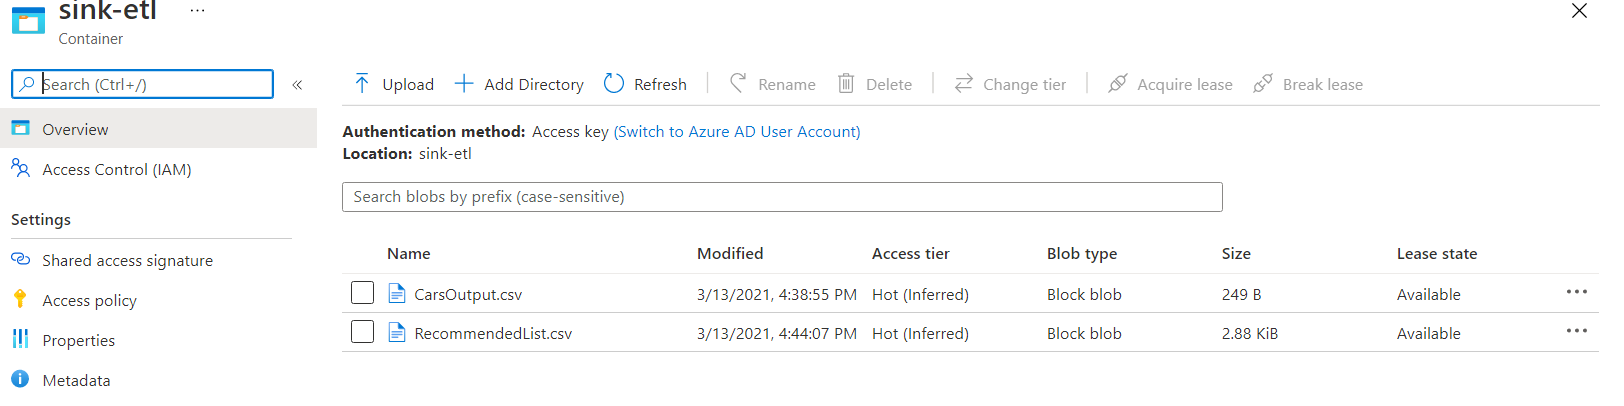 sink-etl ...
Container
Search (Ctrl+/) «
Overview
Access Control (IAM)
Settings
Shared access signature
Access policy
Properties
Metadata
Upload Add Directory Refresh Rename Delete Change tier Acquire lease Break lease
Authentication method: Access key (Switch to Azure AD User Account)
Location: sink-etl
Search blobs by prefix (case-sensitive)
Name Modified Access tier Blob type Size Lease state
CarsOutput.csv 3/13/2021, 4:38:55 PM Hot (Inferred) Block blob 249 B Available ...
RecommendedList.csv 3/13/2021, 4:44:07 PM Hot (Inferred) Block blob 2.88 KiB Available ...